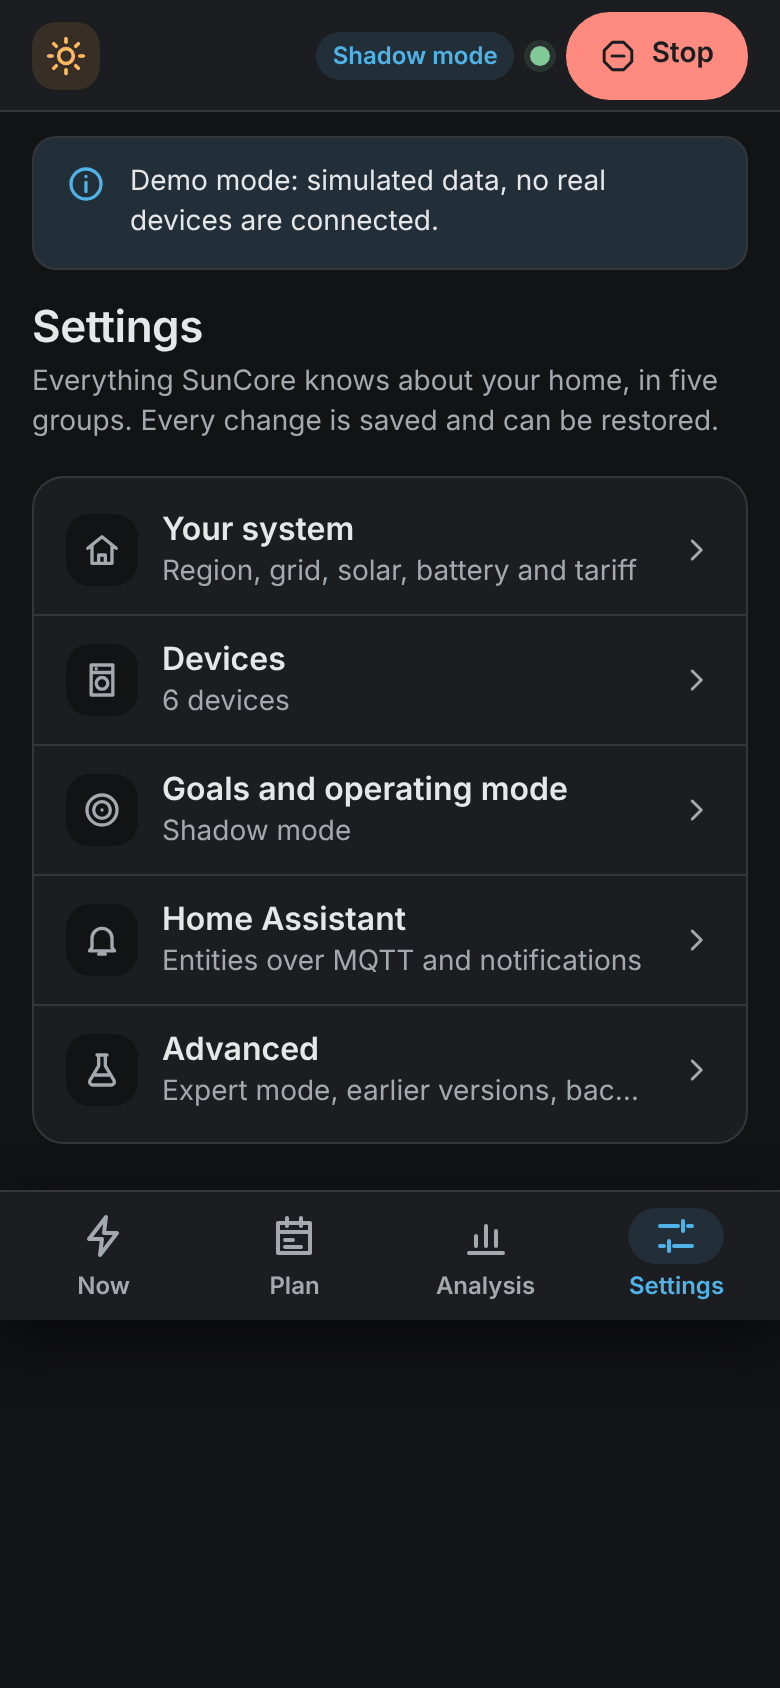 Shadow mode
Stop
Demo mode: simulated data, no real
devices are connected.
Settings
Everything SunCore knows about your home, in five
groups. Every change is saved and can be restored.
Your system
Region, grid, solar, battery and tariff
Devices
6 devices
Goals and operating mode
Shadow mode
Home Assistant
Entities over MQTT and notifications
Advanced
Expert mode, earlier versions, bac...
Now
Plan
Analysis
Settings